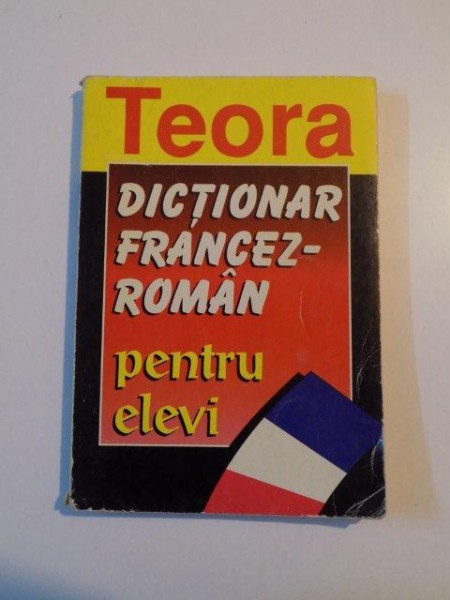 Teora
DICȚIONAR
FRANCEZ-
ROMÂN
pentru
elevi